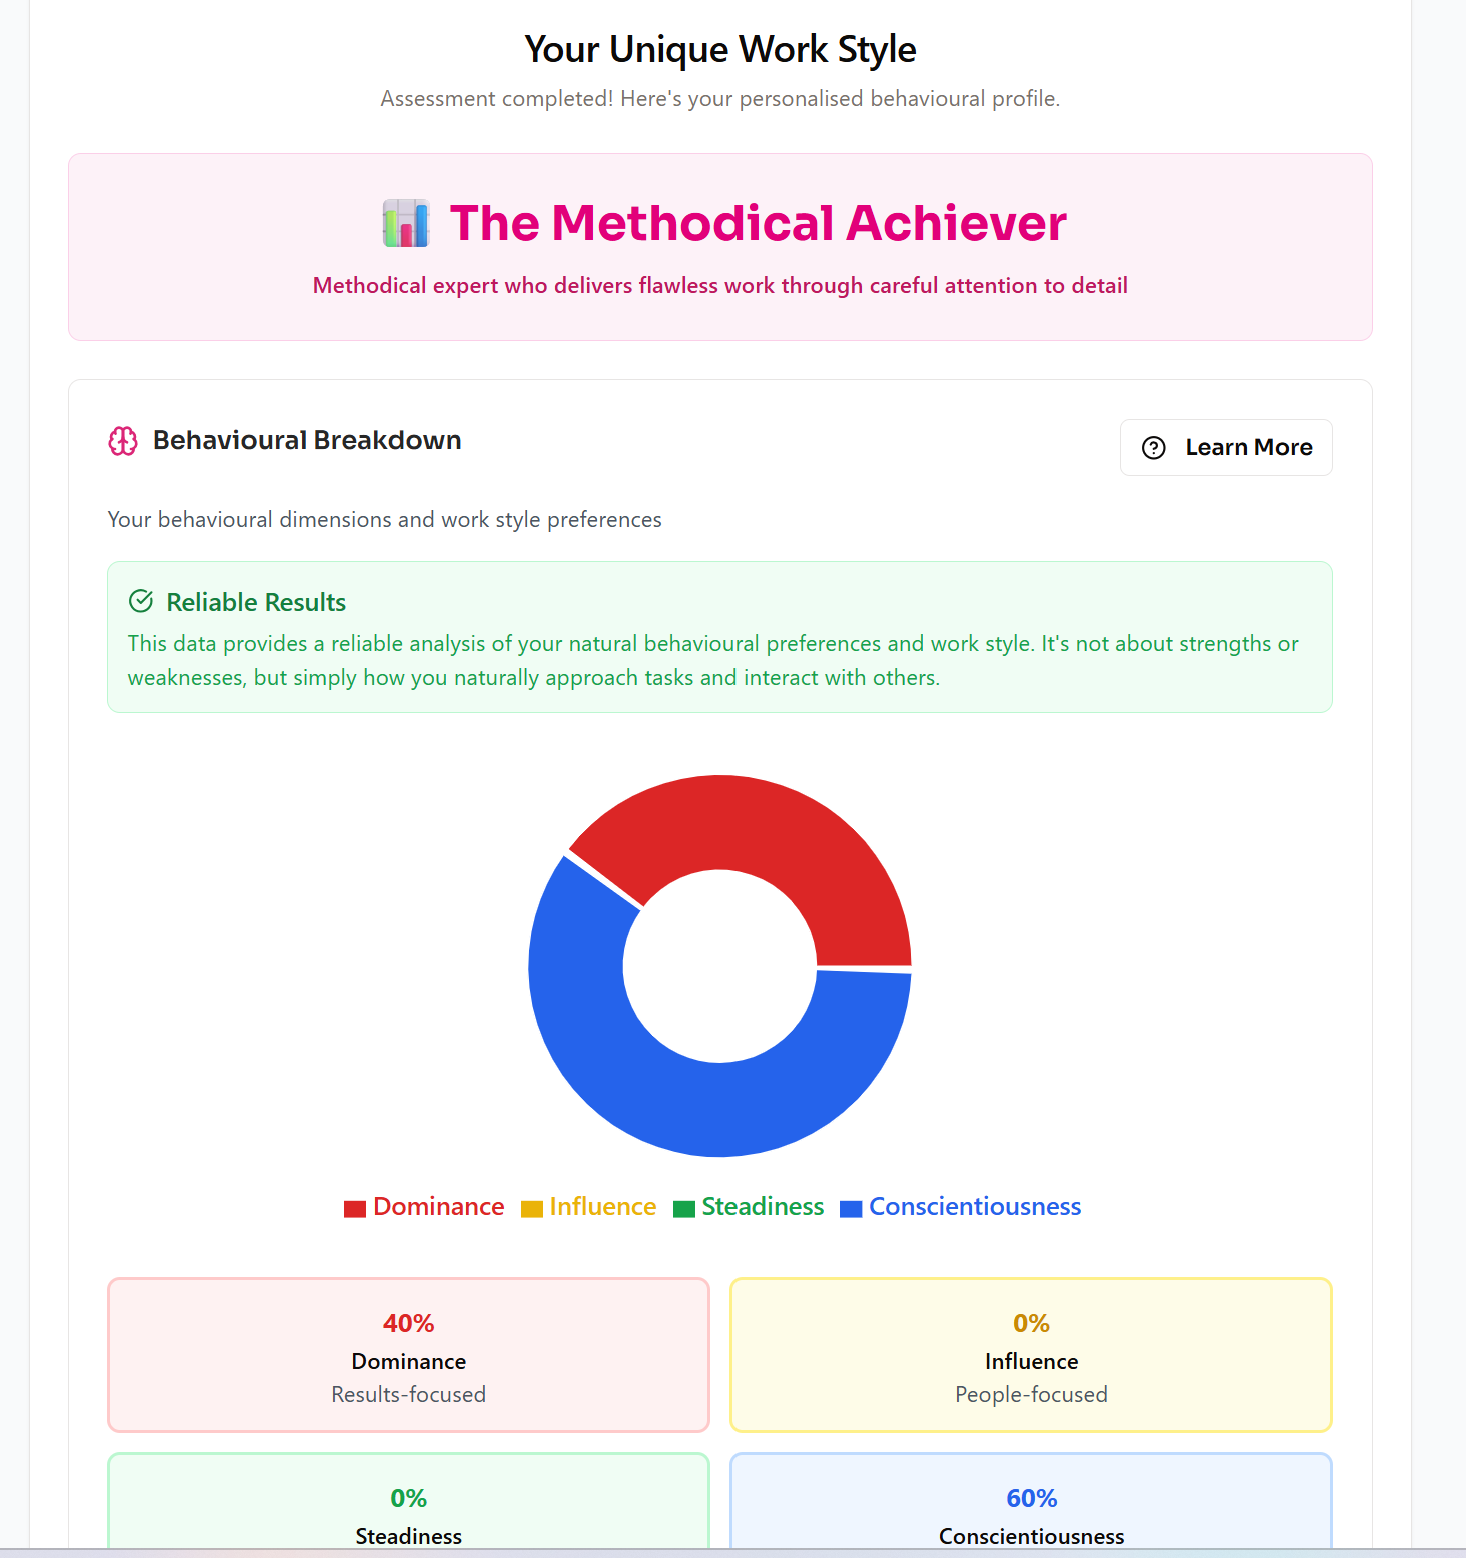 Your Unique Work Style
Assessment completed! Here's your personalised behavioural profile.
The Methodical Achiever
Methodical expert who delivers flawless work through careful attention to detail
Behavioural Breakdown
Learn More
Your behavioural dimensions and work style preferences
Reliable Results
This data provides a reliable analysis of your natural behavioural preferences and work style. It's not about strengths or
weaknesses, but simply how you naturally approach tasks and interact with others.
Dominance Influence Steadiness Conscientiousness
40%
Dominance
Results-focused
0%
Influence
People-focused
0%
Steadiness
60%
Conscientiousness